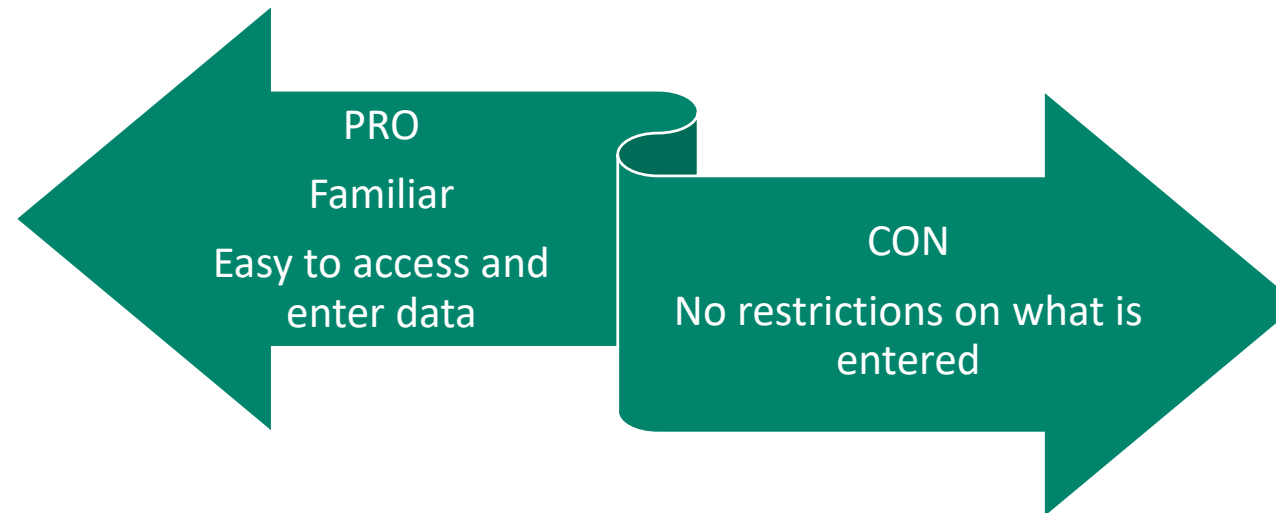 PRO
Familiar
Easy to access and
enter data
CON
No restrictions on what is
entered